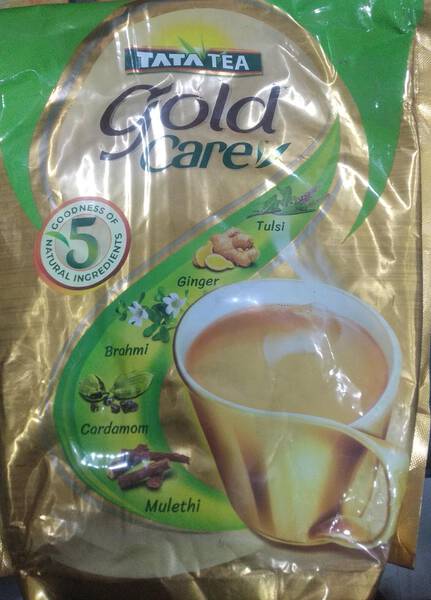 TATA TEA
Gold
Care
GOODNESS OF
5
NATURAL INGREDIENTS
Tulsi
Ginger
Brahmi
Cardamom
Mulethi